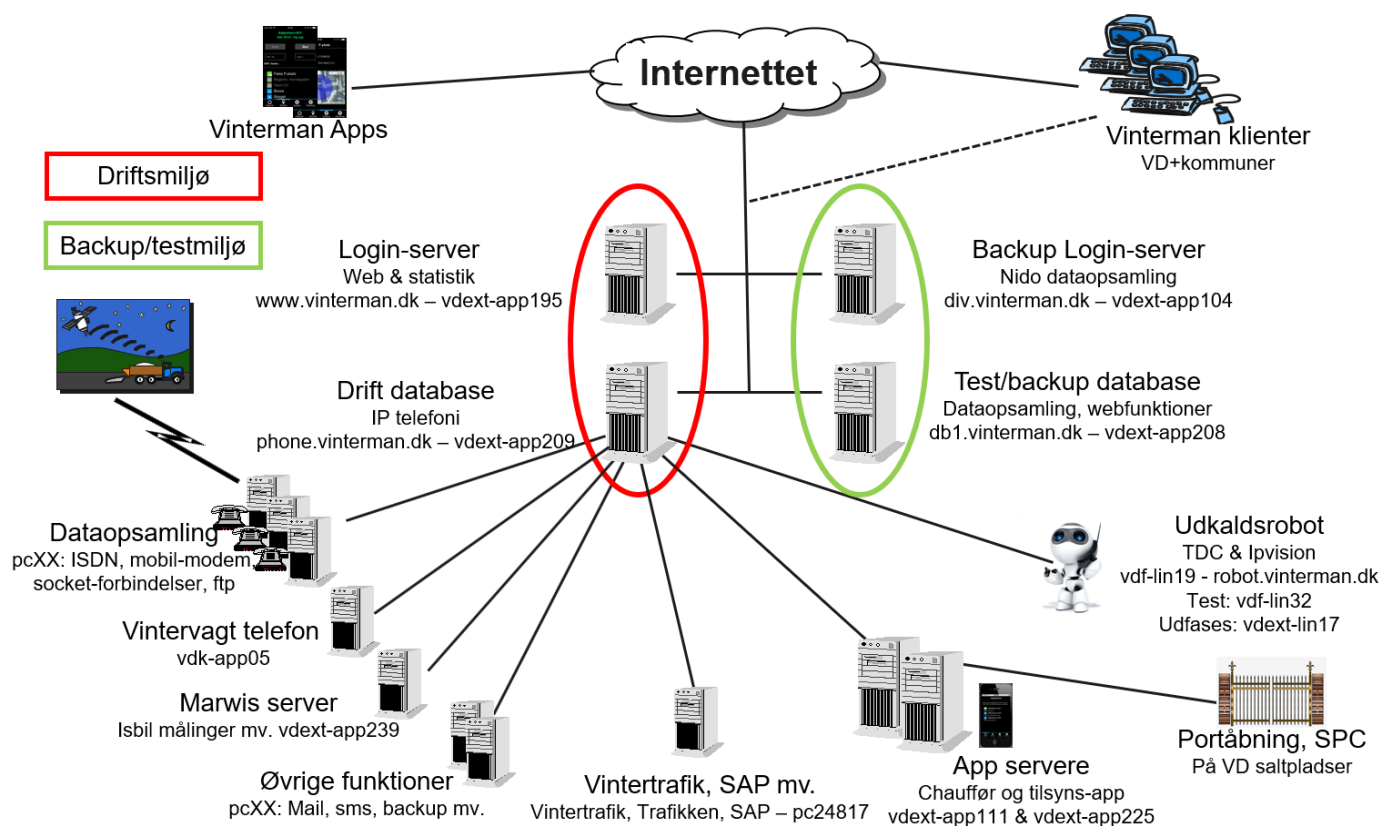 Internettet
Vinterman Apps
Vinterman klienter
VD+kommuner
Driftsmiljø
Backup/testmiljø
Login-server
Web & statistik
www.vinterman.dk – vdext-app195
Backup Login-server
Nido dataopsamling
div.vinterman.dk – vdext-app104
Drift database
IP telefoni
phone.vinterman.dk – vdext-app209
Test/backup database
Dataopsamling, webfunktioner
db1.vinterman.dk – vdext-app208
Dataopsamling
pcXX: ISDN, mobil-modem,
socket-forbindelser, ftp
Udkaldsrobot
TDC & Ipvision
vdf-lin19 - robot.vinterman.dk
Test: vdf-lin32
Udfases: vdext-lin17
Vintervagt telefon
vdk-app05
Marwis server
Isbil målinger mv. vdext-app239
Øvrige funktioner
pcXX: Mail, sms, backup mv.
Vintertrafik, SAP mv.
Vintertrafik, Trafikken, SAP – pc24817
App servere
Chauffør og tilsyns-app
vdext-app111 & vdext-app225
Portåbning, SPC
På VD saltpladser